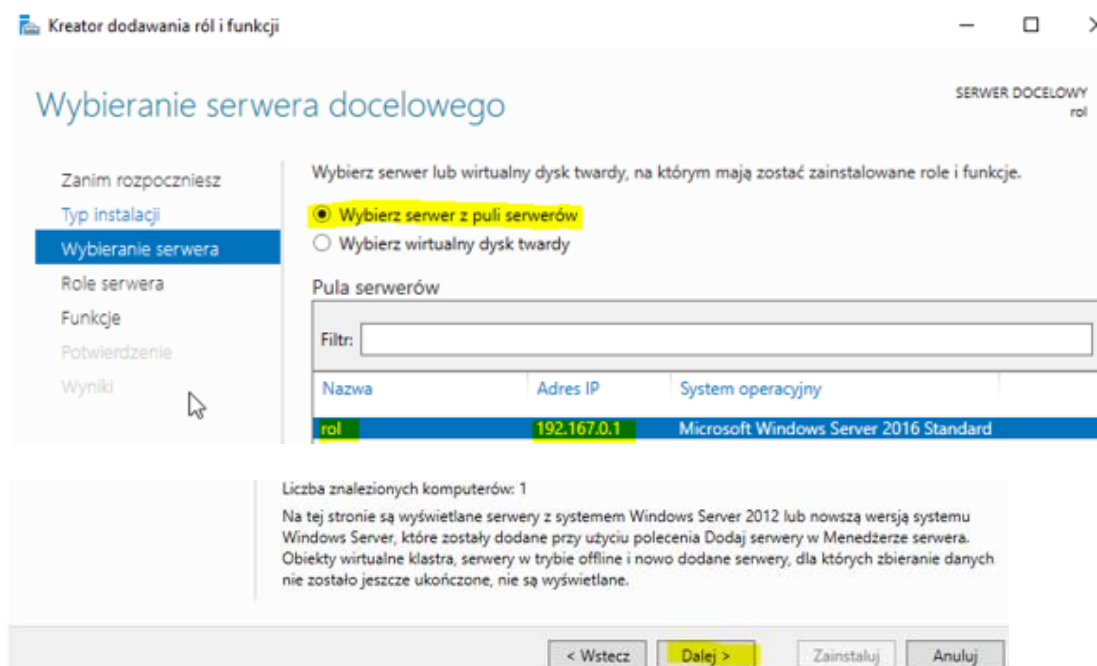 Kreator dodawania ról i funkcji
Wybieranie serwera docelowego
SERWER DOCELOWY
rol
Zanim rozpoczniesz
Typ instalacji
Wybieranie serwera
Role serwera
Funkcje
Potwierdzenie
Wyniki
Wybierz serwer lub wirtualny dysk twardy, na którym mają zostać zainstalowane role i funkcje.
Wybierz serwer z puli serwerów
Wybierz wirtualny dysk twardy
Pula serwerów
Filtr:
Nazwa Adres IP System operacyjny
rol 192.167.0.1 Microsoft Windows Server 2016 Standard
Liczba znalezionych komputerów: 1
Na tej stronie są wyświetlane serwery z systemem Windows Server 2012 lub nowszą wersją systemu
Windows Server, które zostały dodane przy użyciu polecenia Dodaj serwery w Menedżerze serwera.
Obiekty wirtualne klastra, serwery w trybie offline i nowo dodane serwery, dla których zbieranie danych
nie zostało jeszcze ukończone, nie są wyświetlane.
< Wstecz Dalej > Zainstaluj Anuluj